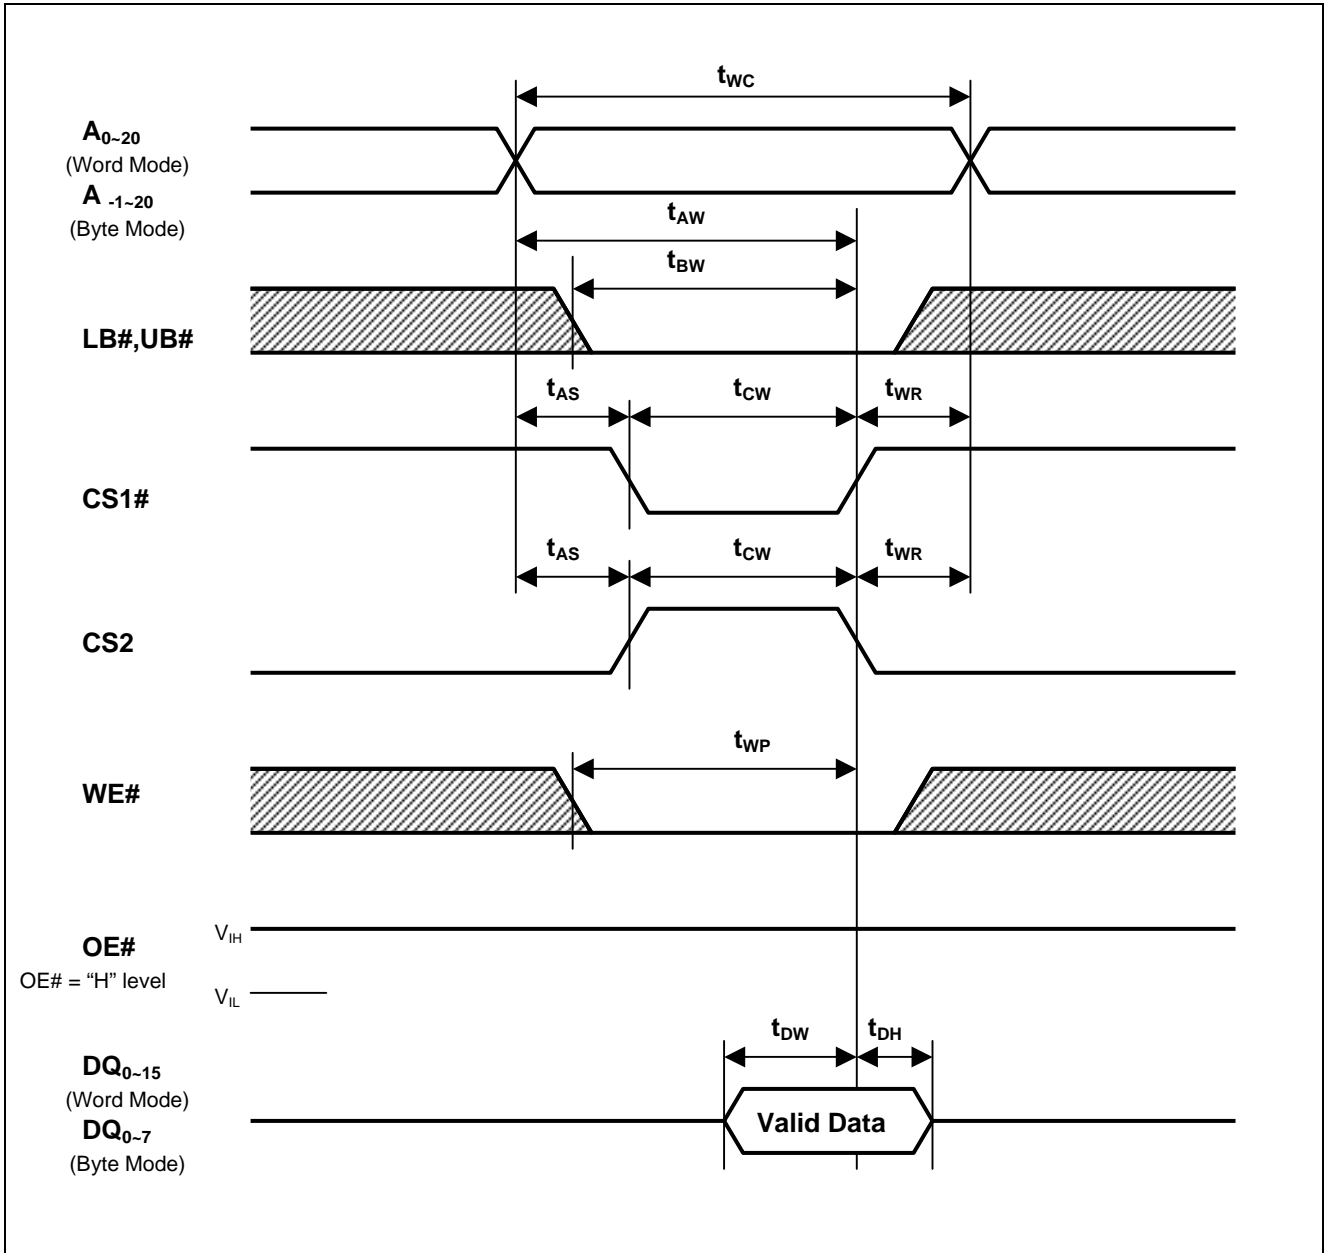 tWC
A0~20
(Word Mode)
A -1~20
(Byte Mode)
tAW
tBW
LB#,UB#
tAS tCW tWR
CS1#
tAS tCW tWR
CS2
tWP
WE#
VIH
OE#
OE# = “H” level
VIL
tDW tDH
DQ0~15
(Word Mode)
Valid Data
DQ0~7
(Byte Mode)